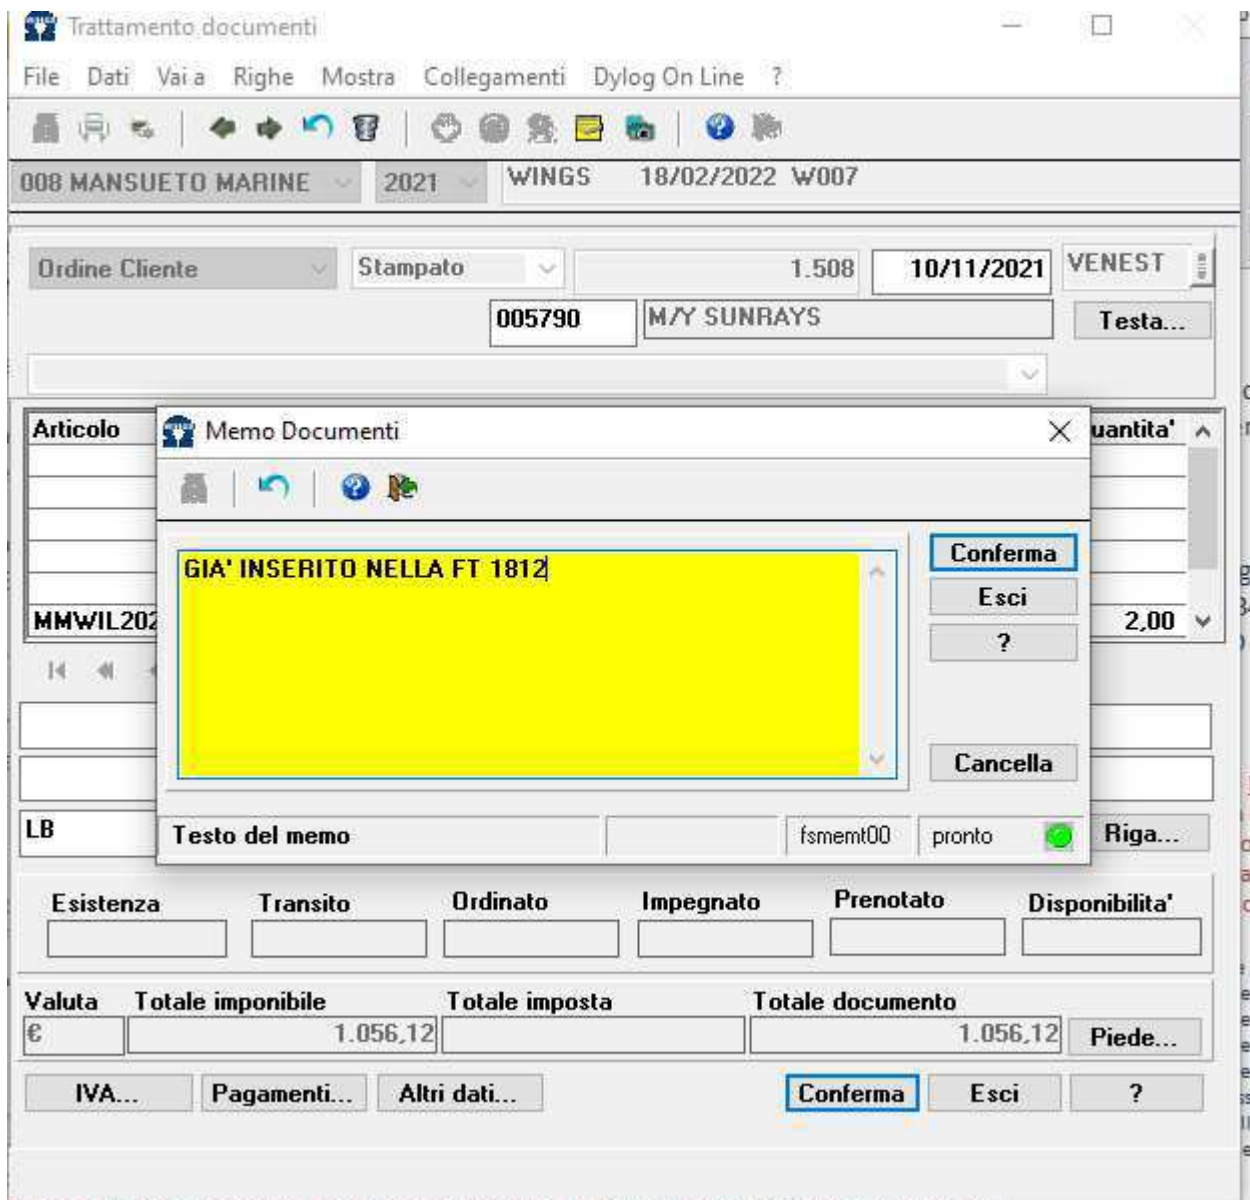 Trattamento documenti
File Dati Vai a Righe Mostra Collegamenti Dylog On Line ?
008 MANSUETO MARINE 2021 WINGS 18/02/2022 W007
Ordine Cliente Stampato 1.508 10/11/2021 VENEST
005790 M/Y SUNRAYS Testa...
Articolo uantita'
Memo Documenti
GIA' INSERITO NELLA FT 1812
Conferma
Esci
?
MMWIL202 2,00
Cancella
LB Riga...
Testo del memo fsmemt00 pronto
Esistenza Transito Ordinato Impegnato Prenotato Disponibilita'
Valuta Totale imponibile Totale imposta Totale documento
€ 1.056,12 1.056,12 Piede...
IVA... Pagamenti... Altri dati... Conferma Esci ?